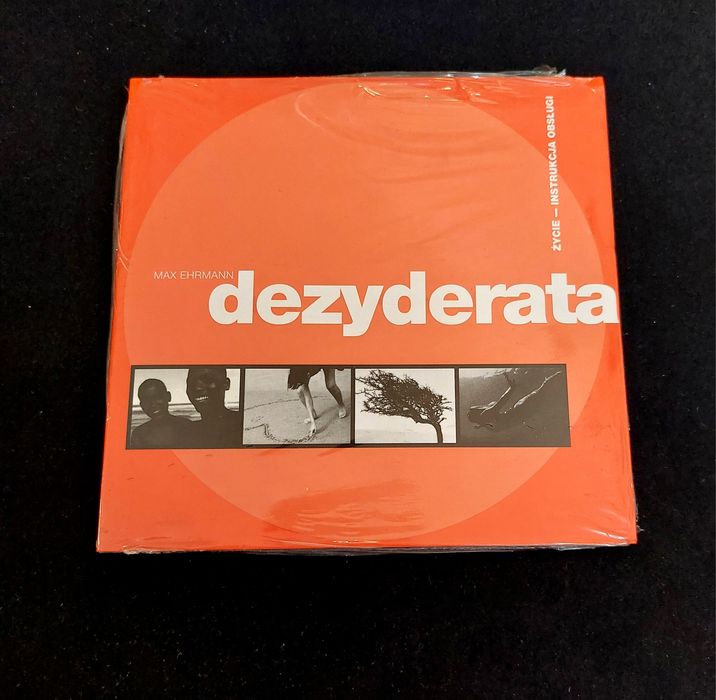 ŻYCIE – INSTRUKCJA OBSŁUGI
MAX EHRMANN
dezyderata